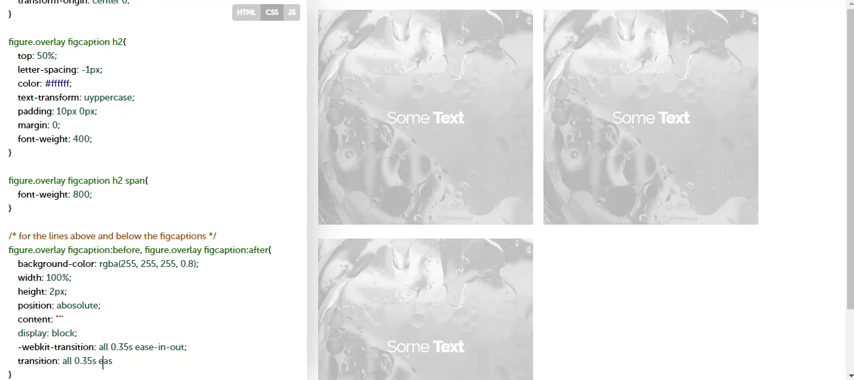 transform-origin: center 0;
}
HTML CSS JS
figure.overlay figcaption h2{
top: 50%;
letter-spacing: -1px;
color: #ffffff;
text-transform: uyppercase;
padding: 10px 0px;
margin: 0;
font-weight: 400;
}
figure.overlay figcaption h2 span{
font-weight: 800;
}
/* for the lines above and below the figcaptions */
figure.overlay figcaption:before, figure.overlay figcaption:after{
background-color: rgba(255, 255, 255, 0.8);
width: 100%;
height: 2px;
position: abosolute;
content: """
display: block;
-webkit-transition: all 0.35s ease-in-out;
transition: all 0.35s eas
}
Some Text
Some Text
Some Text